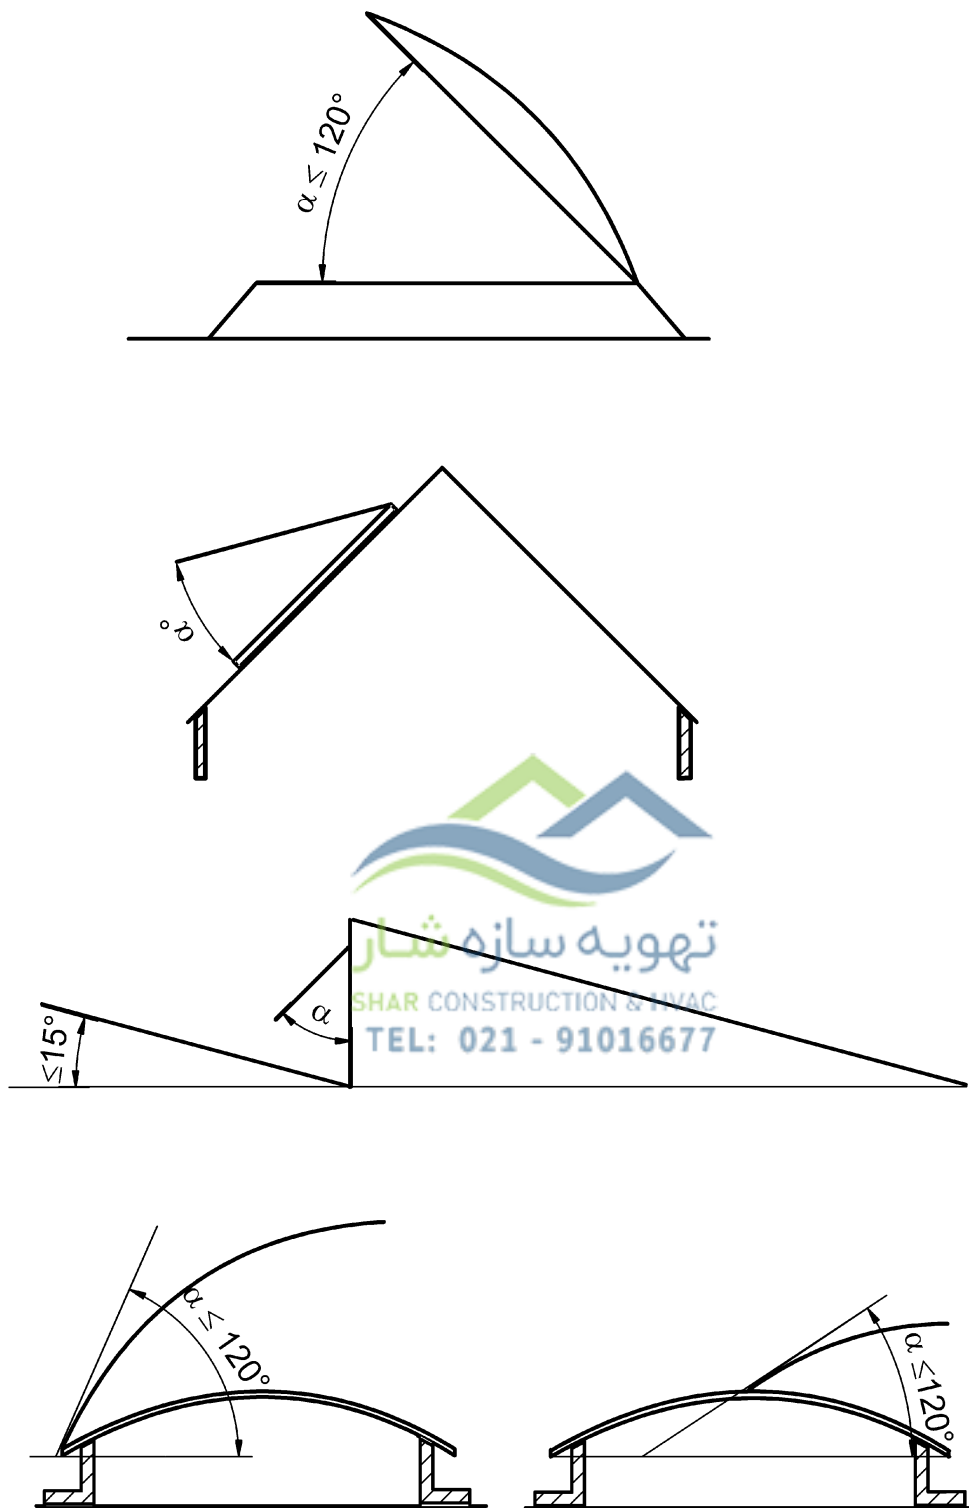 α ≤ 120°
α°
تهویه سازه شار
SHAR CONSTRUCTION & HVAC
TEL: 021 - 91016677
α
≤15°
α ≤ 120°
α ≤120°